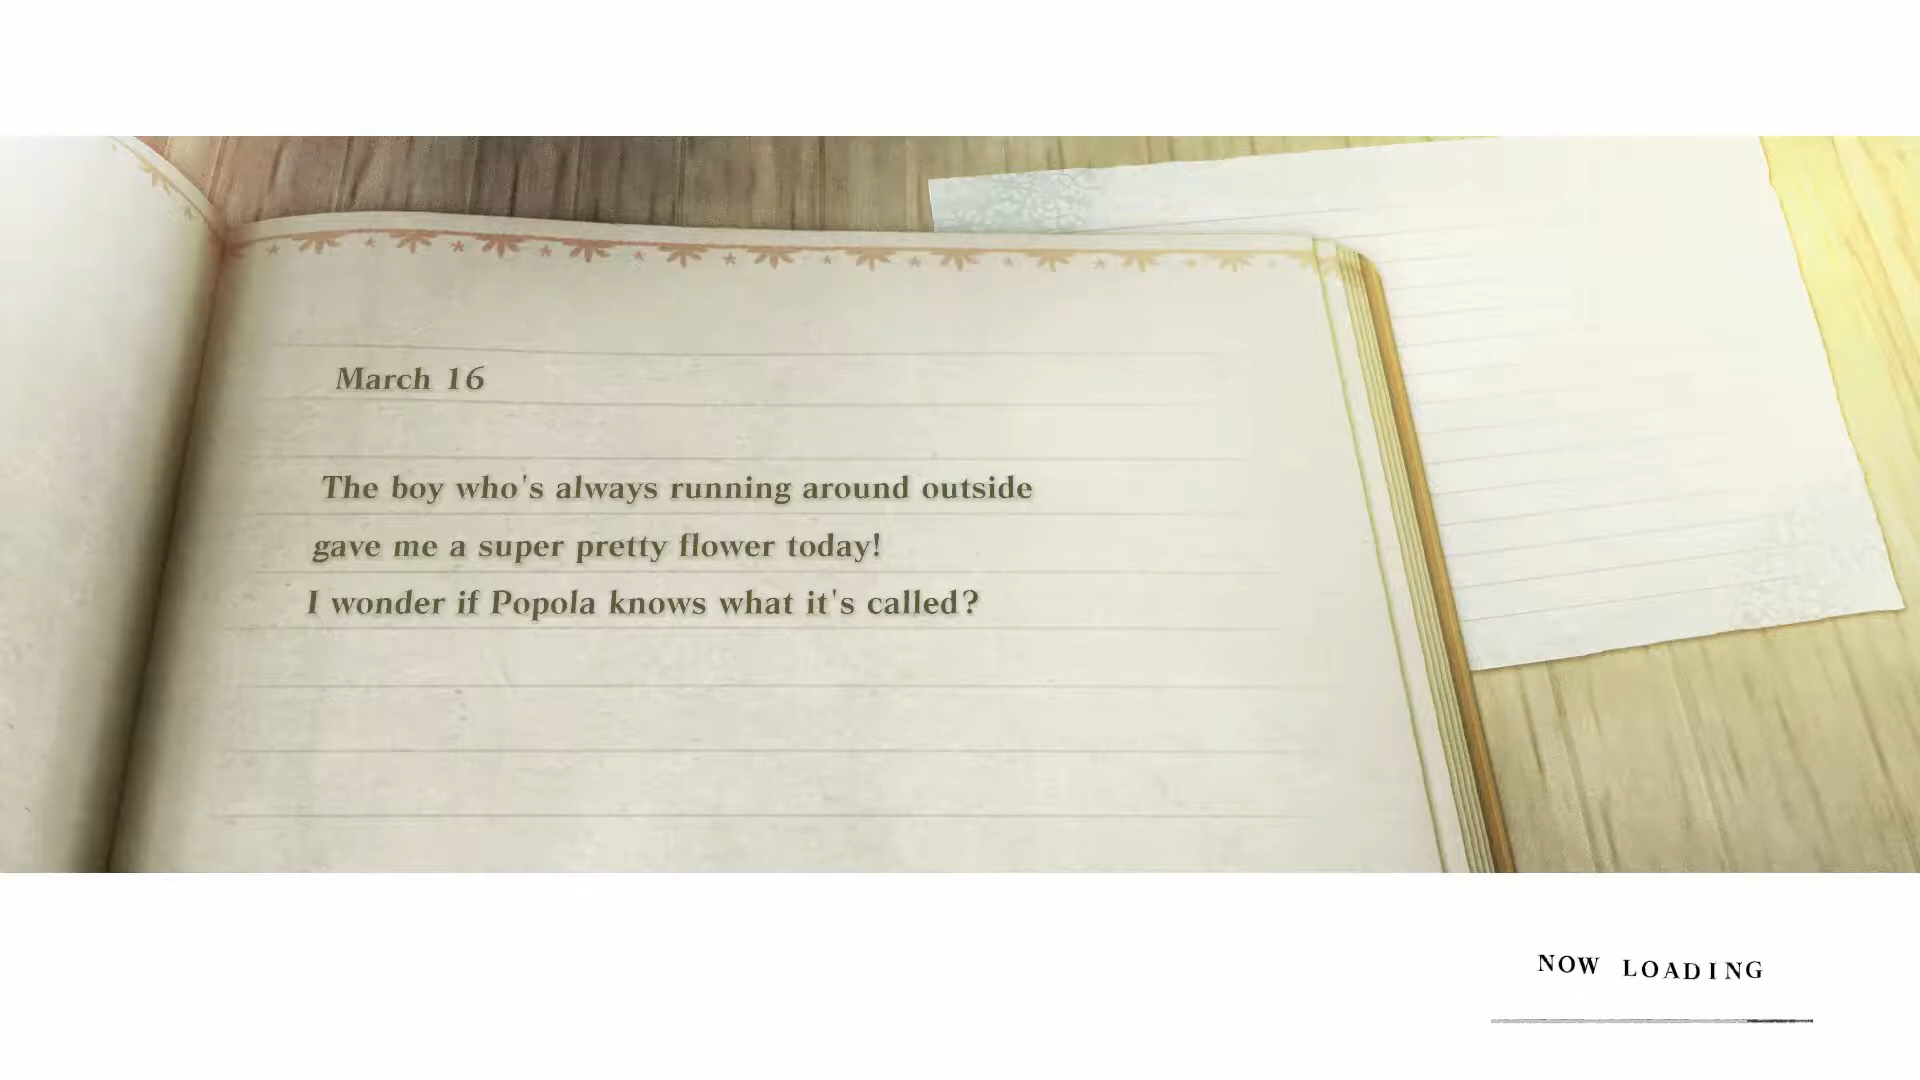 March 16
The boy who's always running around outside
gave me a super pretty flower today!
I wonder if Popola knows what it's called?
NOW LOADING